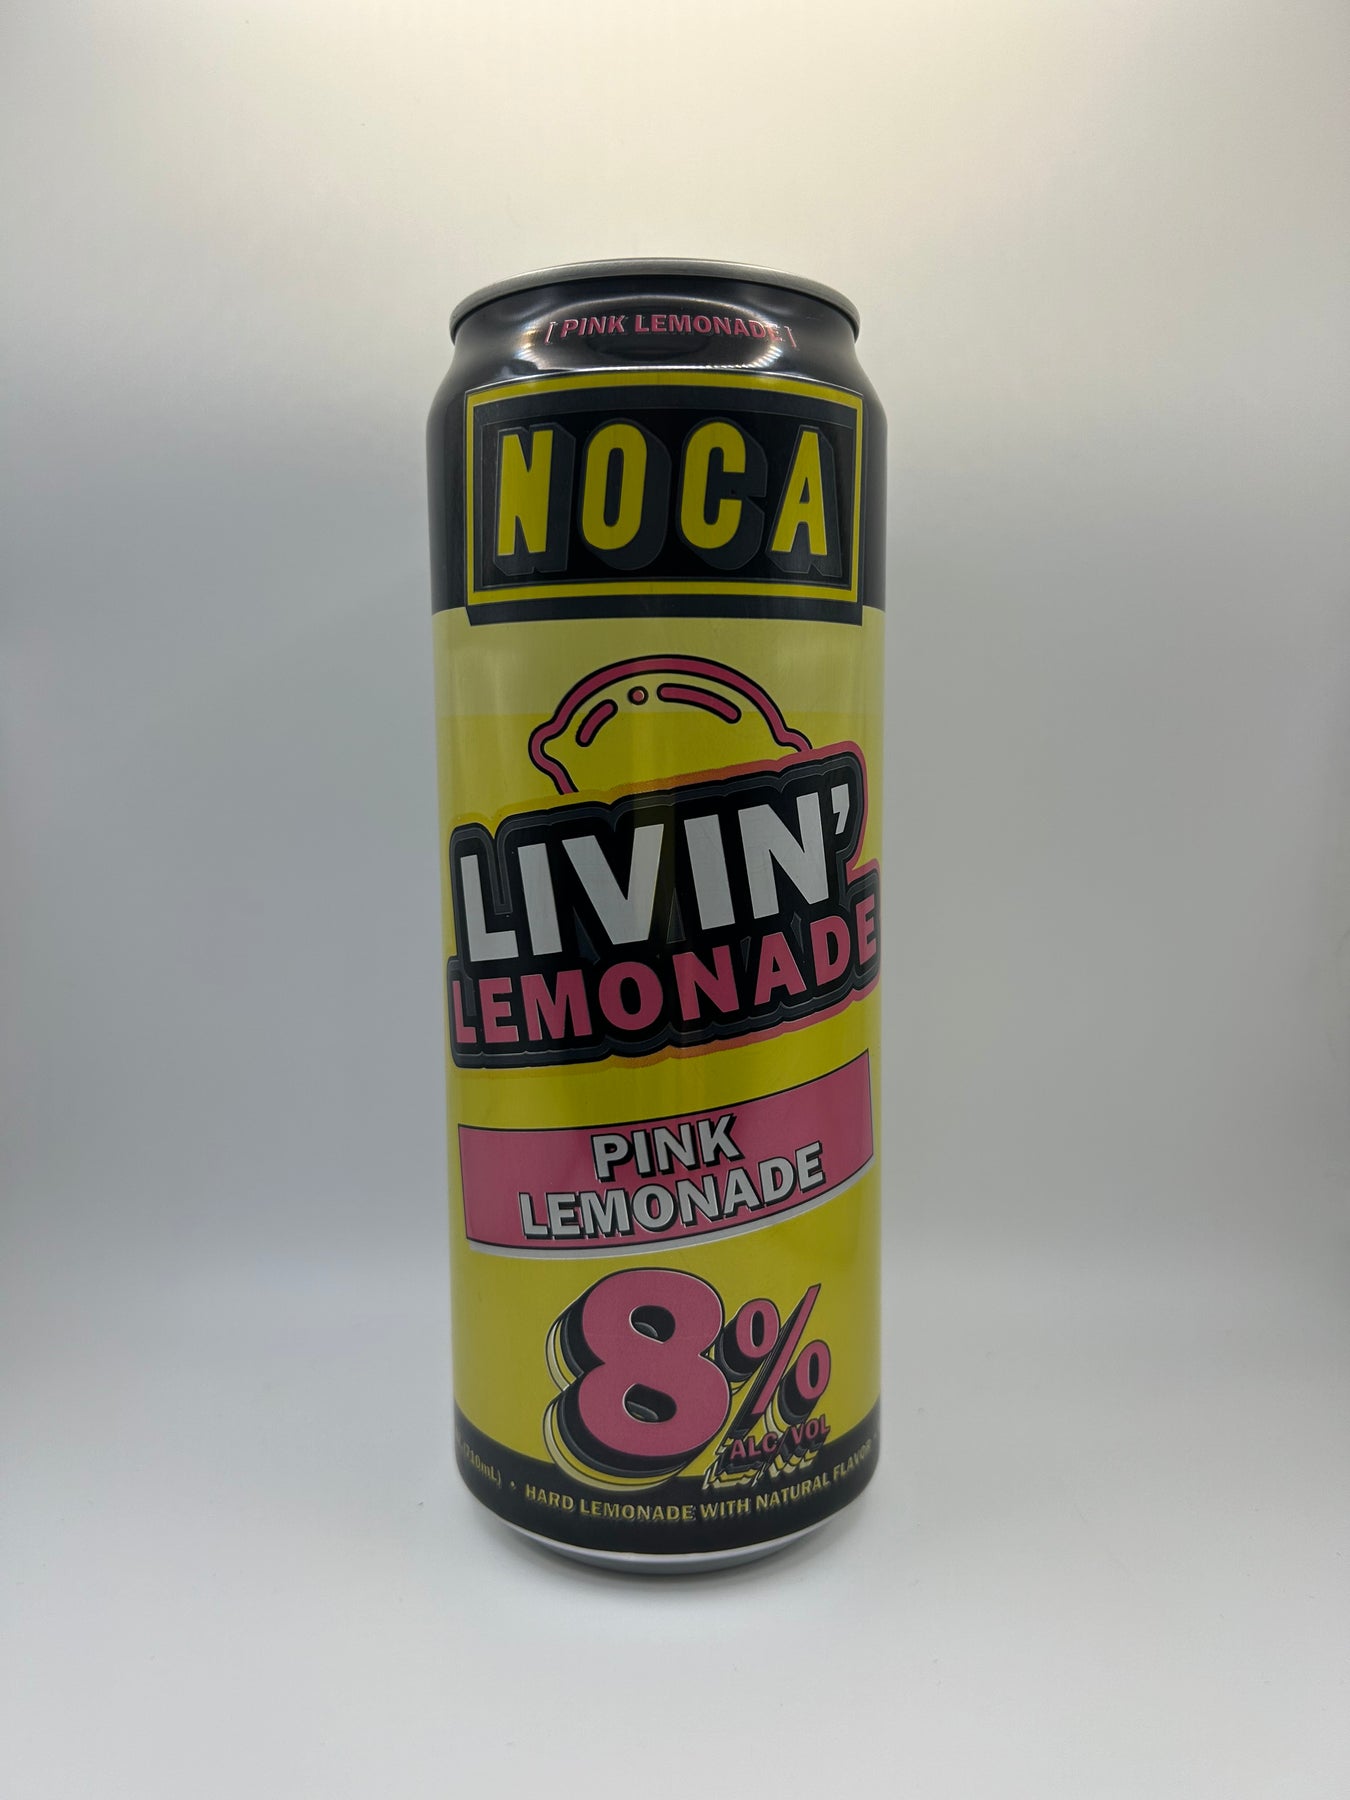 [ PINK LEMONADE ]
NOCA
LIVIN'
LEMONADE
PINK
LEMONADE
8%
ALC VOL
(710mL) • HARD LEMONADE WITH NATURAL FLAVOR